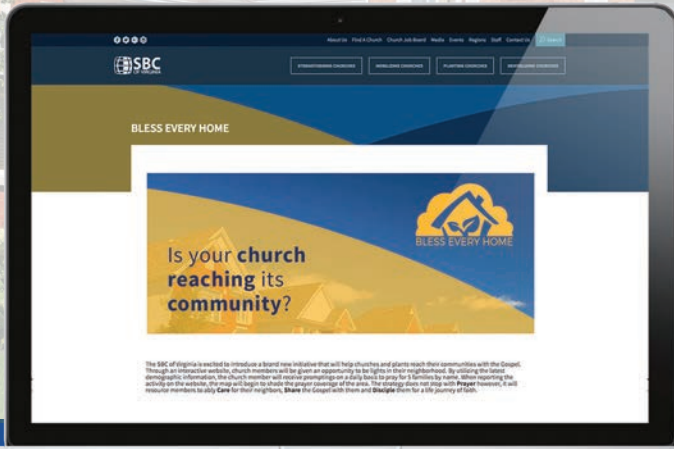 About Us Find A Church Church Job Board Media Events Regions Staff Contact Us Search
SBC
OF VIRGINIA
STRENGTHENING CHURCHES MOBILIZING CHURCHES PLANTING CHURCHES REVITALIZING CHURCHES
BLESS EVERY HOME
BLESS EVERY HOME
Is your church
reaching its
community?
The SBC of Virginia is excited to introduce a brand new initiative that will help churches and plants reach their communities with the Gospel.
Through an interactive website, church members will be given an opportunity to be lights in their neighborhood. By utilizing the latest
demographic information, the church member will receive promptings on a daily basis to pray for 5 families by name. When reporting the
activity on the website, the map will begin to shade the prayer coverage of the area. The strategy does not stop with Prayer however, it will
resource members to ably Care for their neighbors, Share the Gospel with them and Disciple them for a life journey of faith.